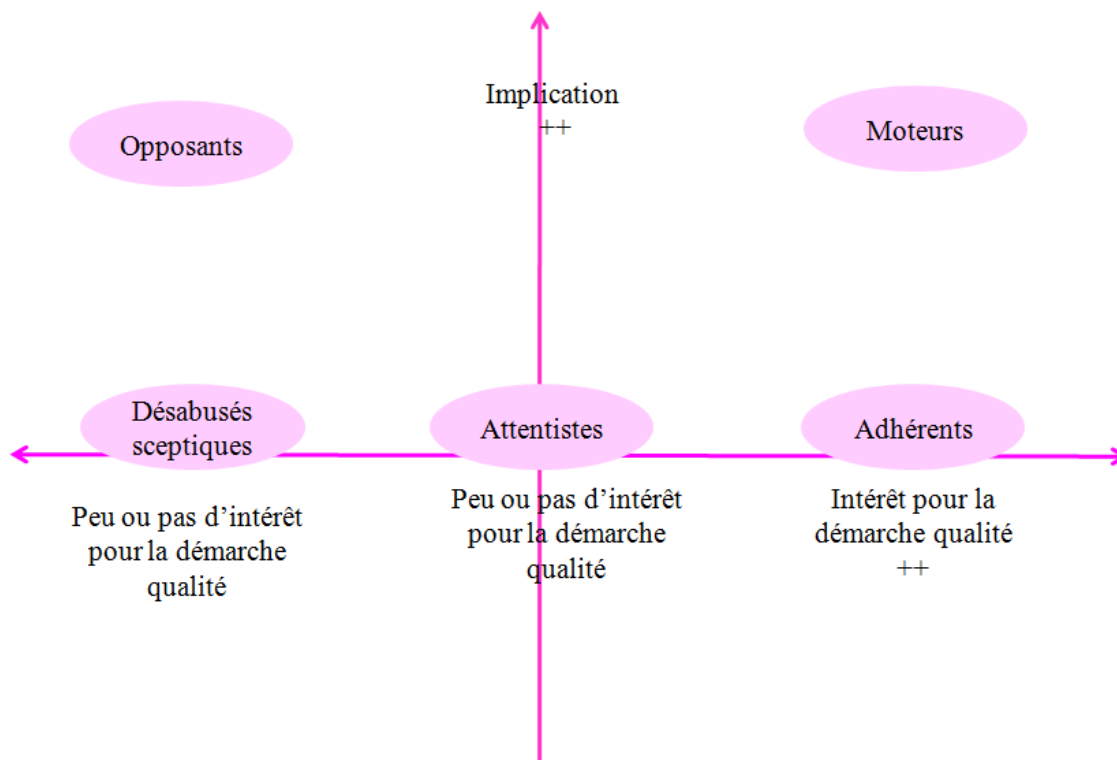 Implication
++
Opposants
Moteurs
Désabusés
sceptiques
Attentistes
Adhérents
Peu ou pas d’intérêt
pour la démarche
qualité
Peu ou pas d’intérêt
pour la démarche
qualité
Intérêt pour la
démarche qualité
++